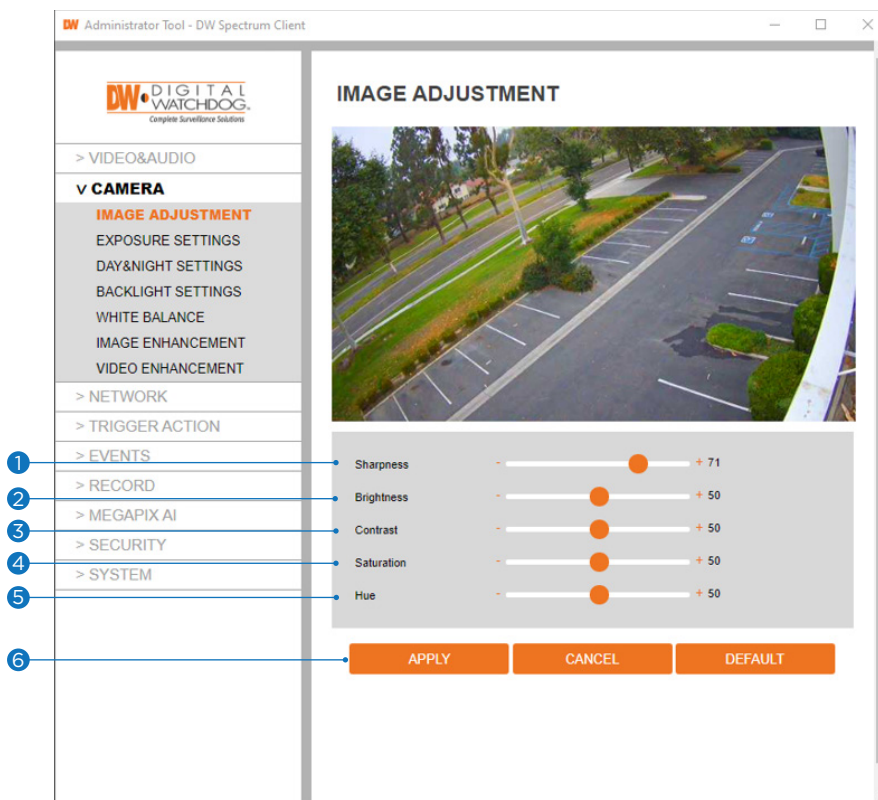 DW Administrator Tool - DW Spectrum Client
DW DIGITAL
WATCHDOG®
Complete Surveillance Solutions
> VIDEO&AUDIO
v CAMERA
IMAGE ADJUSTMENT
EXPOSURE SETTINGS
DAY&NIGHT SETTINGS
BACKLIGHT SETTINGS
WHITE BALANCE
IMAGE ENHANCEMENT
VIDEO ENHANCEMENT
> NETWORK
> TRIGGER ACTION
> EVENTS
> RECORD
> MEGAPIX AI
> SECURITY
> SYSTEM
IMAGE ADJUSTMENT
1 Sharpness - + 71
2 Brightness - + 50
3 Contrast - + 50
4 Saturation - + 50
5 Hue - + 50
6 APPLY CANCEL DEFAULT